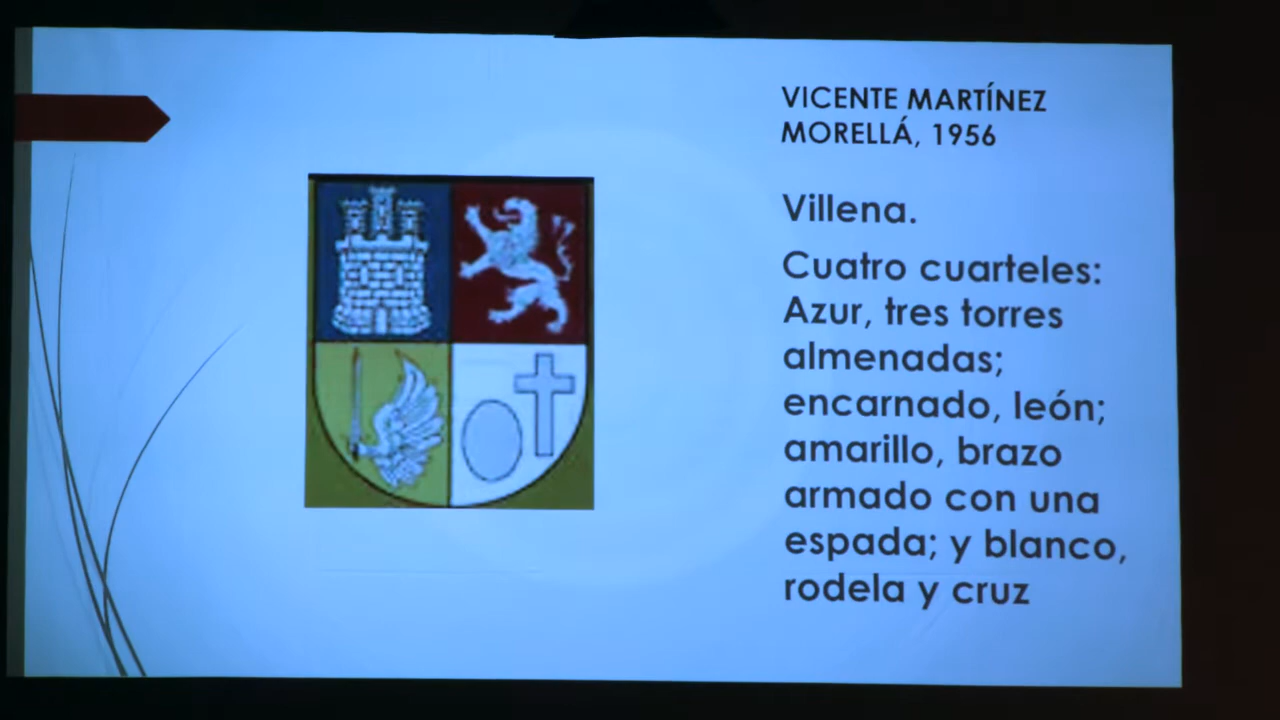 VICENTE MARTÍNEZ
MORELLÁ, 1956
Villena.
Cuatro cuarteles:
Azur, tres torres
almenadas;
encarnado, león;
amarillo, brazo
armado con una
espada; y blanco,
rodela y cruz